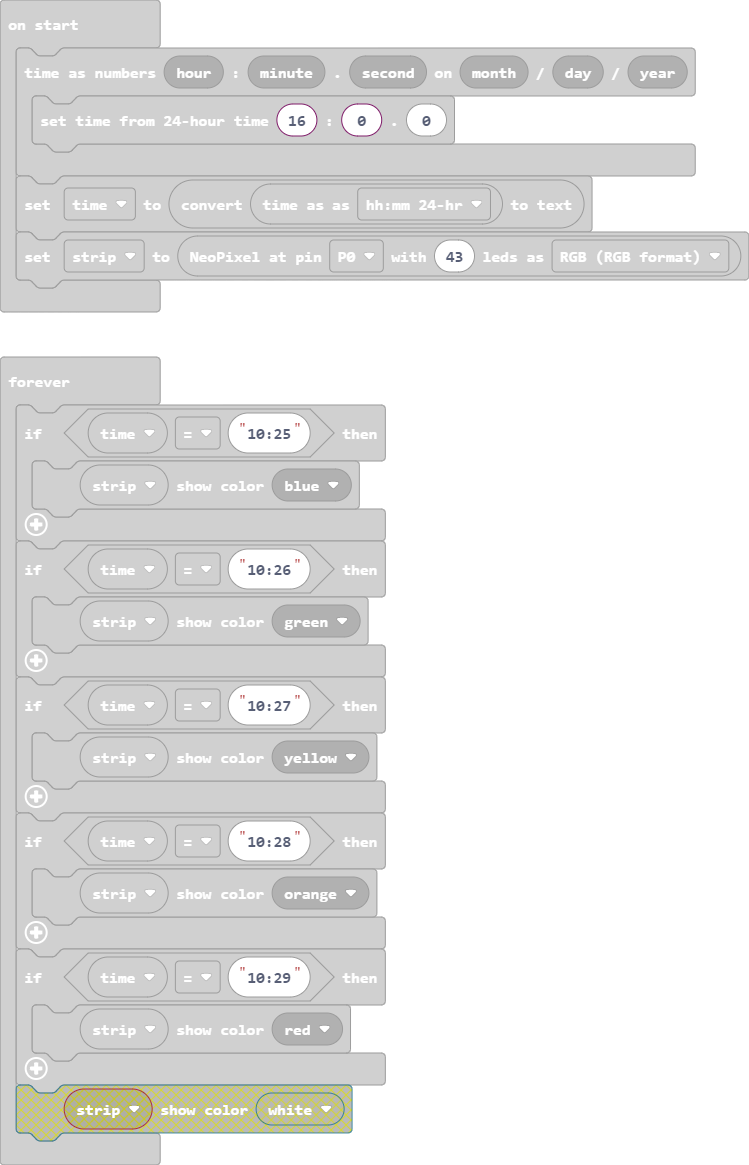 on start
time as numbers hour : minute . second on month / day / year
set time from 24-hour time 16 : 0 . 0
set time to convert time as as hh:mm 24-hr to text
set strip to NeoPixel at pin P0 with 43 leds as RGB (RGB format)
forever
if time = "10:25" then
strip show color blue
if time = "10:26" then
strip show color green
if time = "10:27" then
strip show color yellow
if time = "10:28" then
strip show color orange
if time = "10:29" then
strip show color red
strip show color white